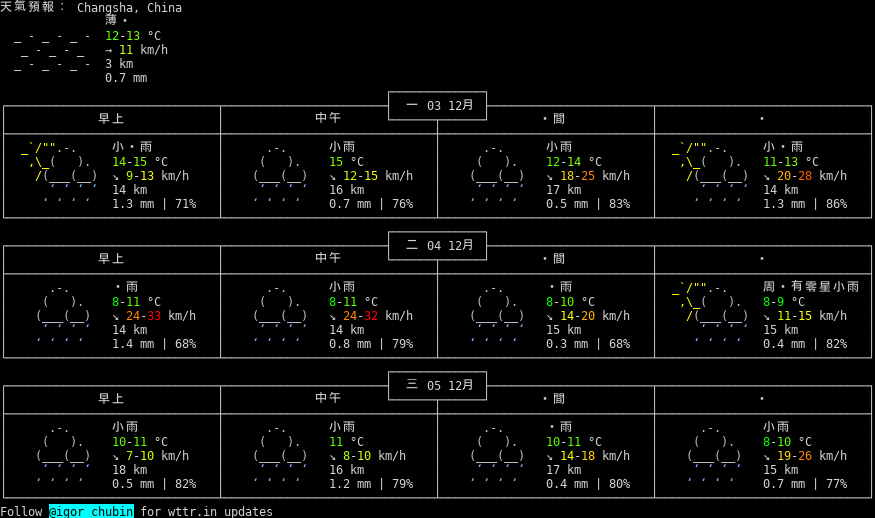 天氣預報： Changsha, China
薄・
12-13 °C
→ 11 km/h
3 km
0.7 mm
一 03 12月
早上 中午 ・間 ・
小・雨 小雨 小雨 小・雨
14-15 °C 15 °C 12-14 °C 11-13 °C
↘ 9-13 km/h ↘ 12-15 km/h ↘ 18-25 km/h ↘ 20-28 km/h
14 km 16 km 17 km 14 km
1.3 mm | 71% 0.7 mm | 76% 0.5 mm | 83% 1.3 mm | 86%
二 04 12月
早上 中午 ・間 ・
・雨 小雨 ・雨 周・有零星小雨
8-11 °C 8-11 °C 8-10 °C 8-9 °C
↘ 24-33 km/h ↘ 24-32 km/h ↘ 14-20 km/h ↘ 11-15 km/h
14 km 14 km 15 km 15 km
1.4 mm | 68% 0.8 mm | 79% 0.3 mm | 68% 0.4 mm | 82%
三 05 12月
早上 中午 ・間 ・
小雨 小雨 ・雨 小雨
10-11 °C 11 °C 10-11 °C 8-10 °C
↘ 7-10 km/h ↘ 8-10 km/h ↘ 14-18 km/h ↘ 19-26 km/h
18 km 16 km 17 km 15 km
0.5 mm | 82% 1.2 mm | 79% 0.4 mm | 80% 0.7 mm | 77%
Follow @igor_chubin for wttr.in updates